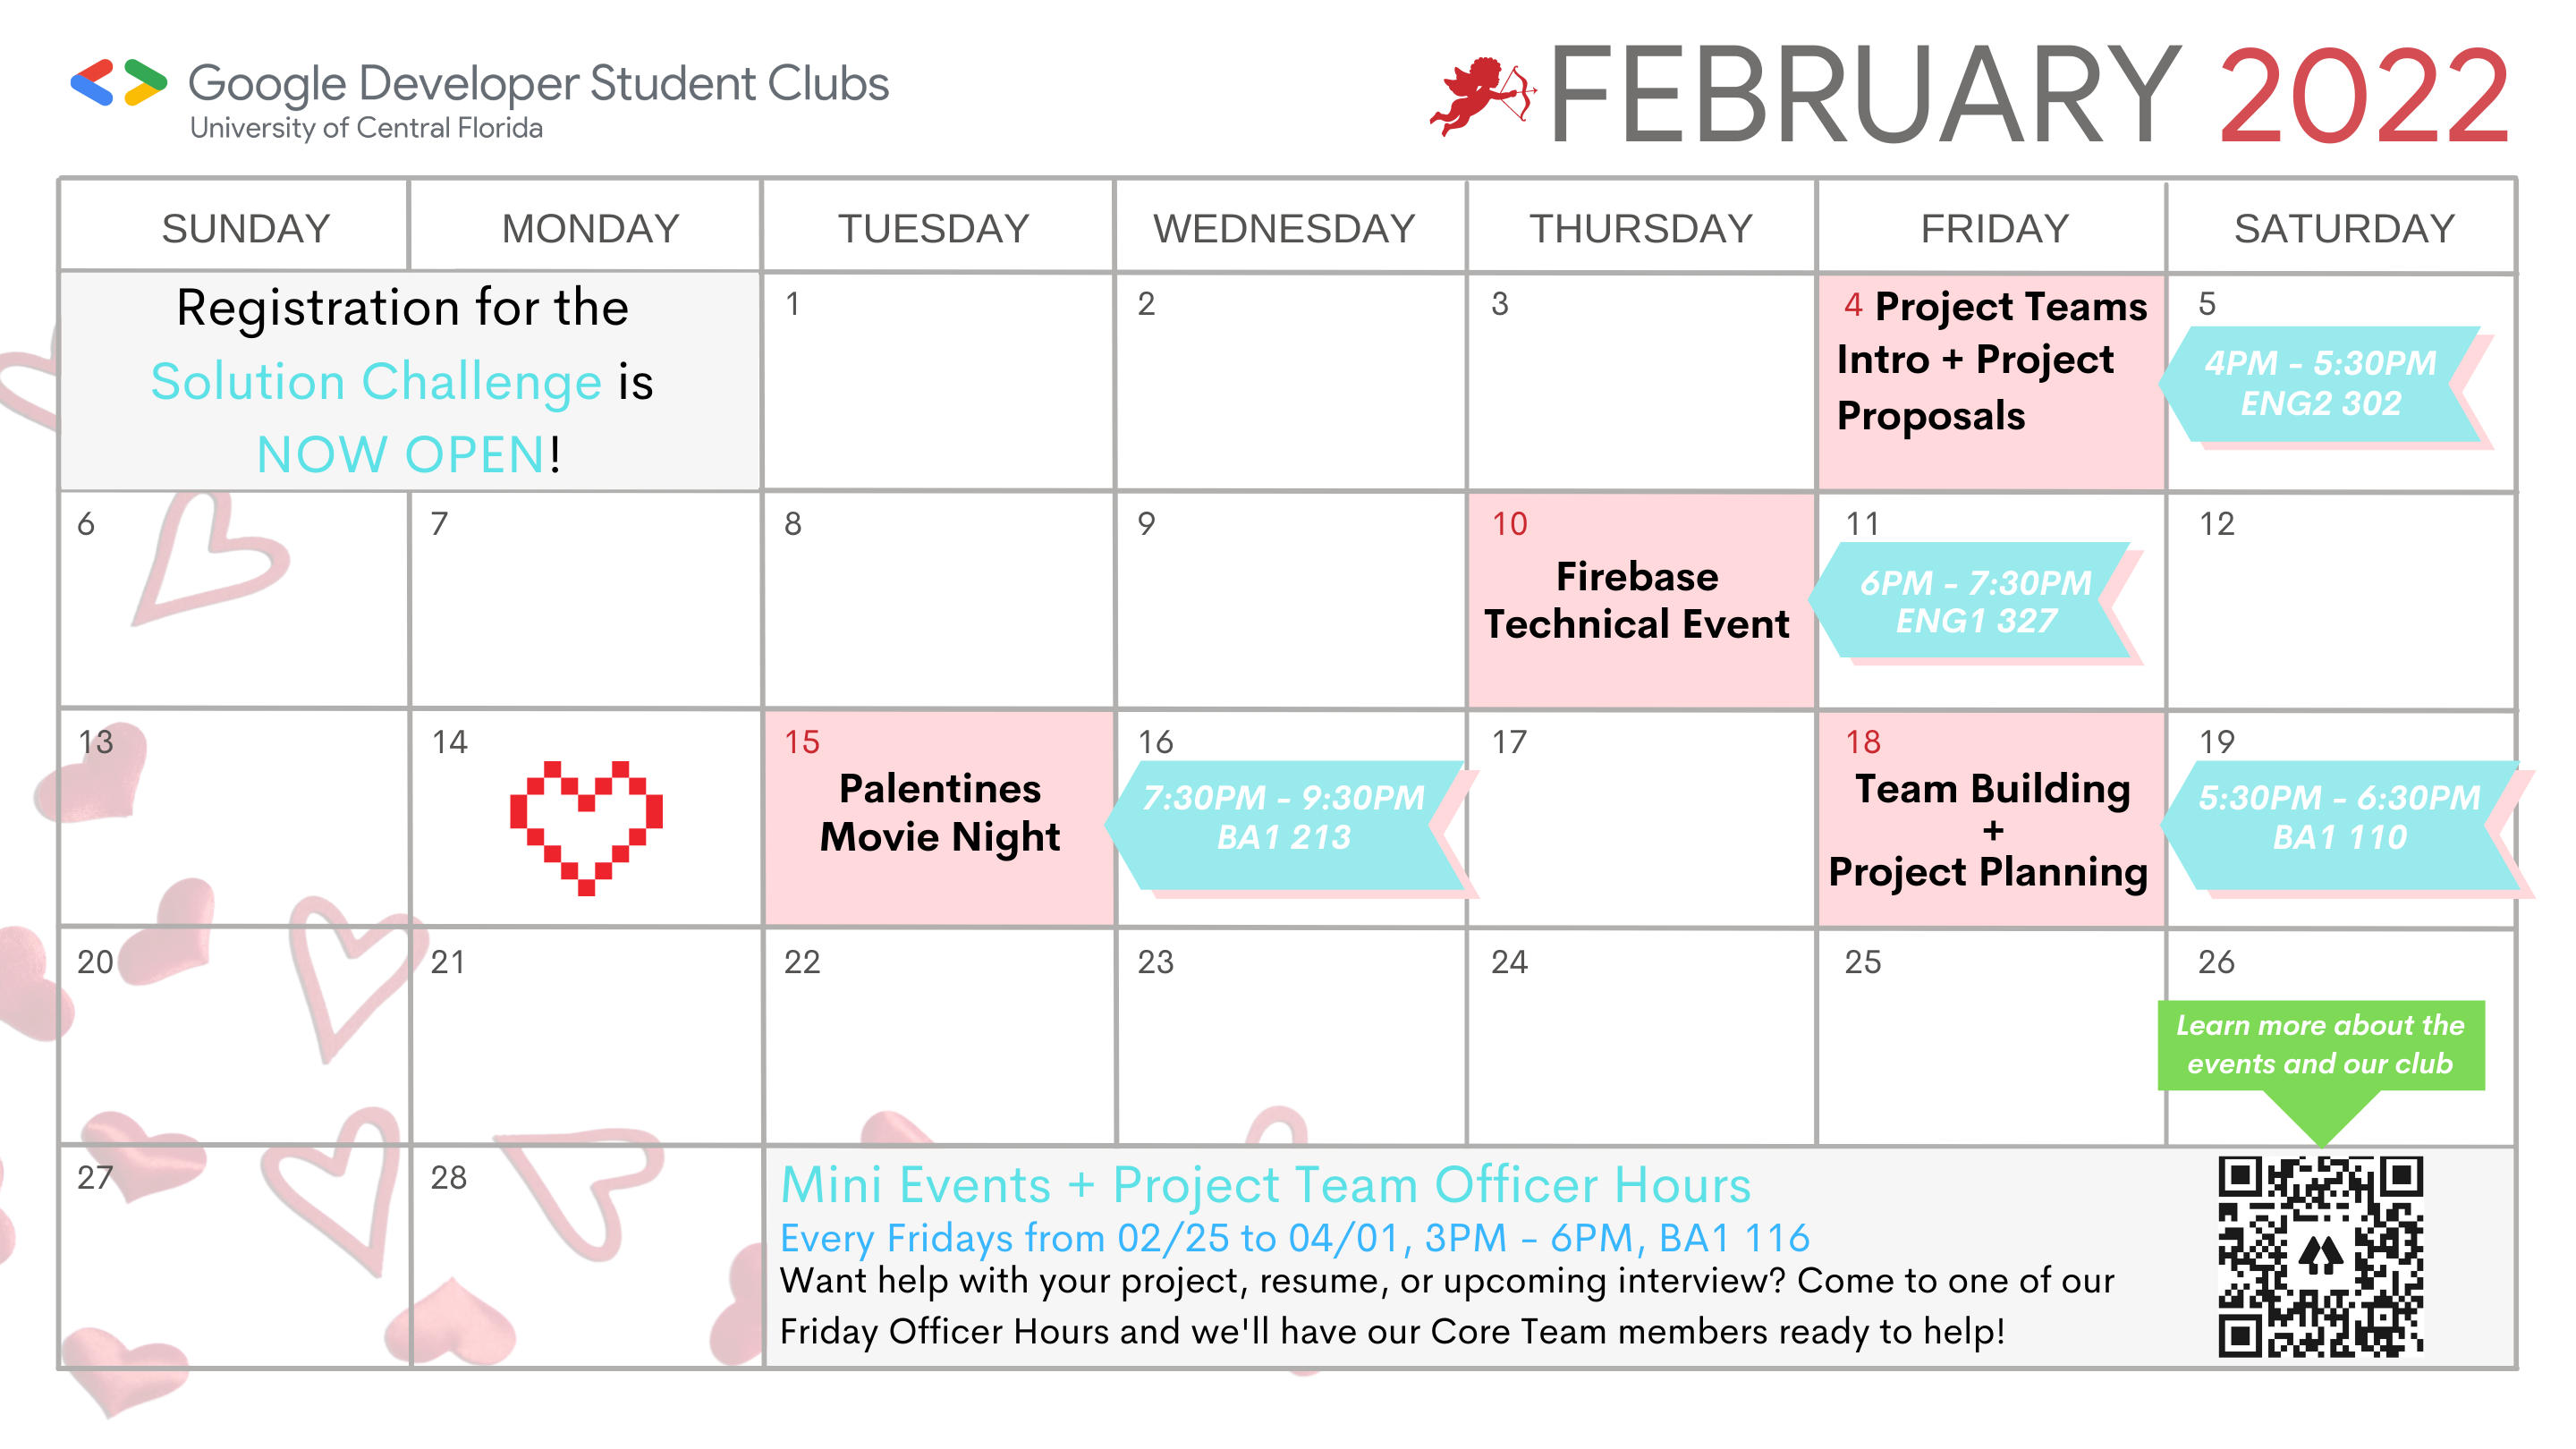 Google Developer Student Clubs
University of Central Florida
FEBRUARY 2022
SUNDAY
MONDAY
TUESDAY
WEDNESDAY
THURSDAY
FRIDAY
SATURDAY
Registration for the
Solution Challenge is
NOW OPEN!
1
2
3
4 Project Teams
Intro + Project
Proposals
5
4PM - 5:30PM
ENG2 302
6
7
8
9
10
Firebase
Technical Event
11
6PM - 7:30PM
ENG1 327
12
13
14
15
Palentines
Movie Night
16
7:30PM - 9:30PM
BA1 213
17
18
Team Building
+
Project Planning
19
5:30PM - 6:30PM
BA1 110
20
21
22
23
24
25
26
Learn more about the
events and our club
27
28
Mini Events + Project Team Officer Hours
Every Fridays from 02/25 to 04/01, 3PM - 6PM, BA1 116
Want help with your project, resume, or upcoming interview? Come to one of our
Friday Officer Hours and we'll have our Core Team members ready to help!